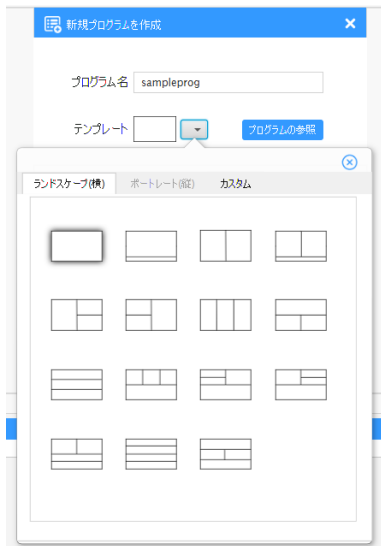 新規プログラムを作成
プログラム名 sampleprog
テンプレート プログラムの参照
ランドスケープ(横) ポートレート(縦) カスタム